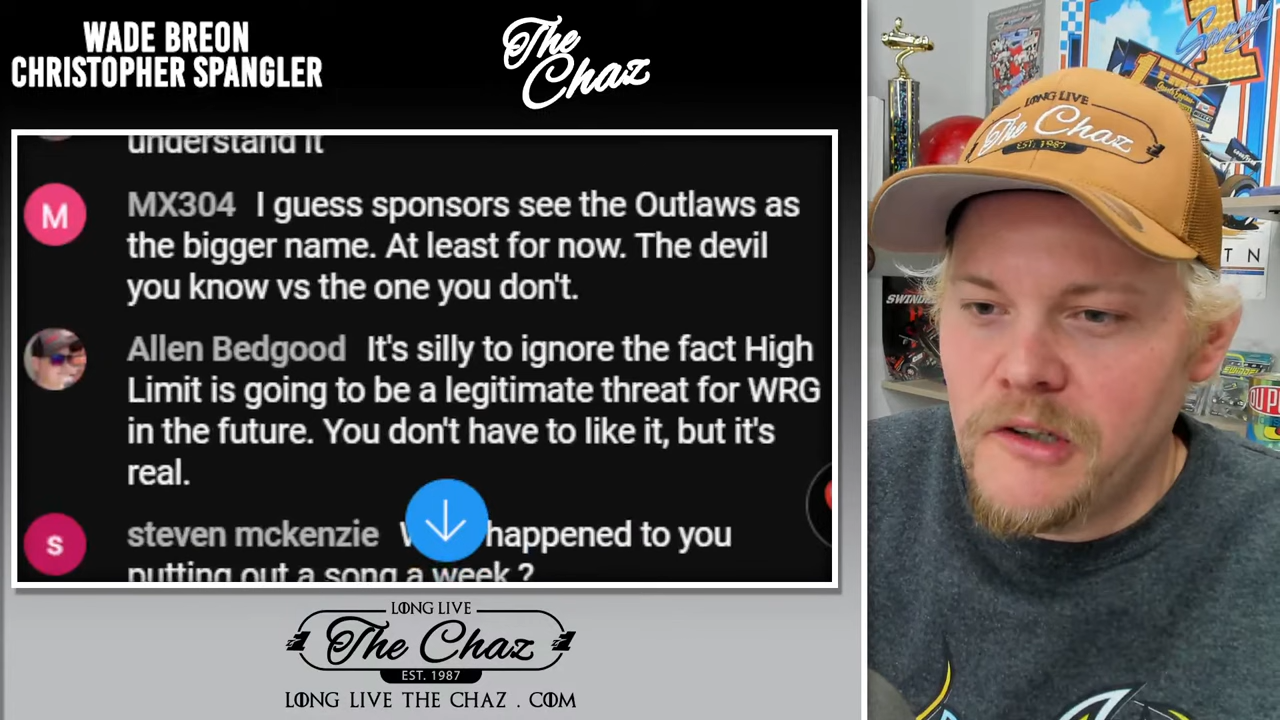 WADE BREON
CHRISTOPHER SPANGLER
The
Chaz
understand it
M
MX304 I guess sponsors see the Outlaws as
the bigger name. At least for now. The devil
you know vs the one you don't.
Allen Bedgood It's silly to ignore the fact High
Limit is going to be a legitimate threat for WRG
in the future. You don't have to like it, but it's
real.
s
steven mckenzie happened to you
putting out a song a week ?
LONG LIVE
The Chaz
EST. 1987
LONG LIVE THE CHAZ . COM
LONG LIVE
The Chaz
EST. 1987
Sammy
1